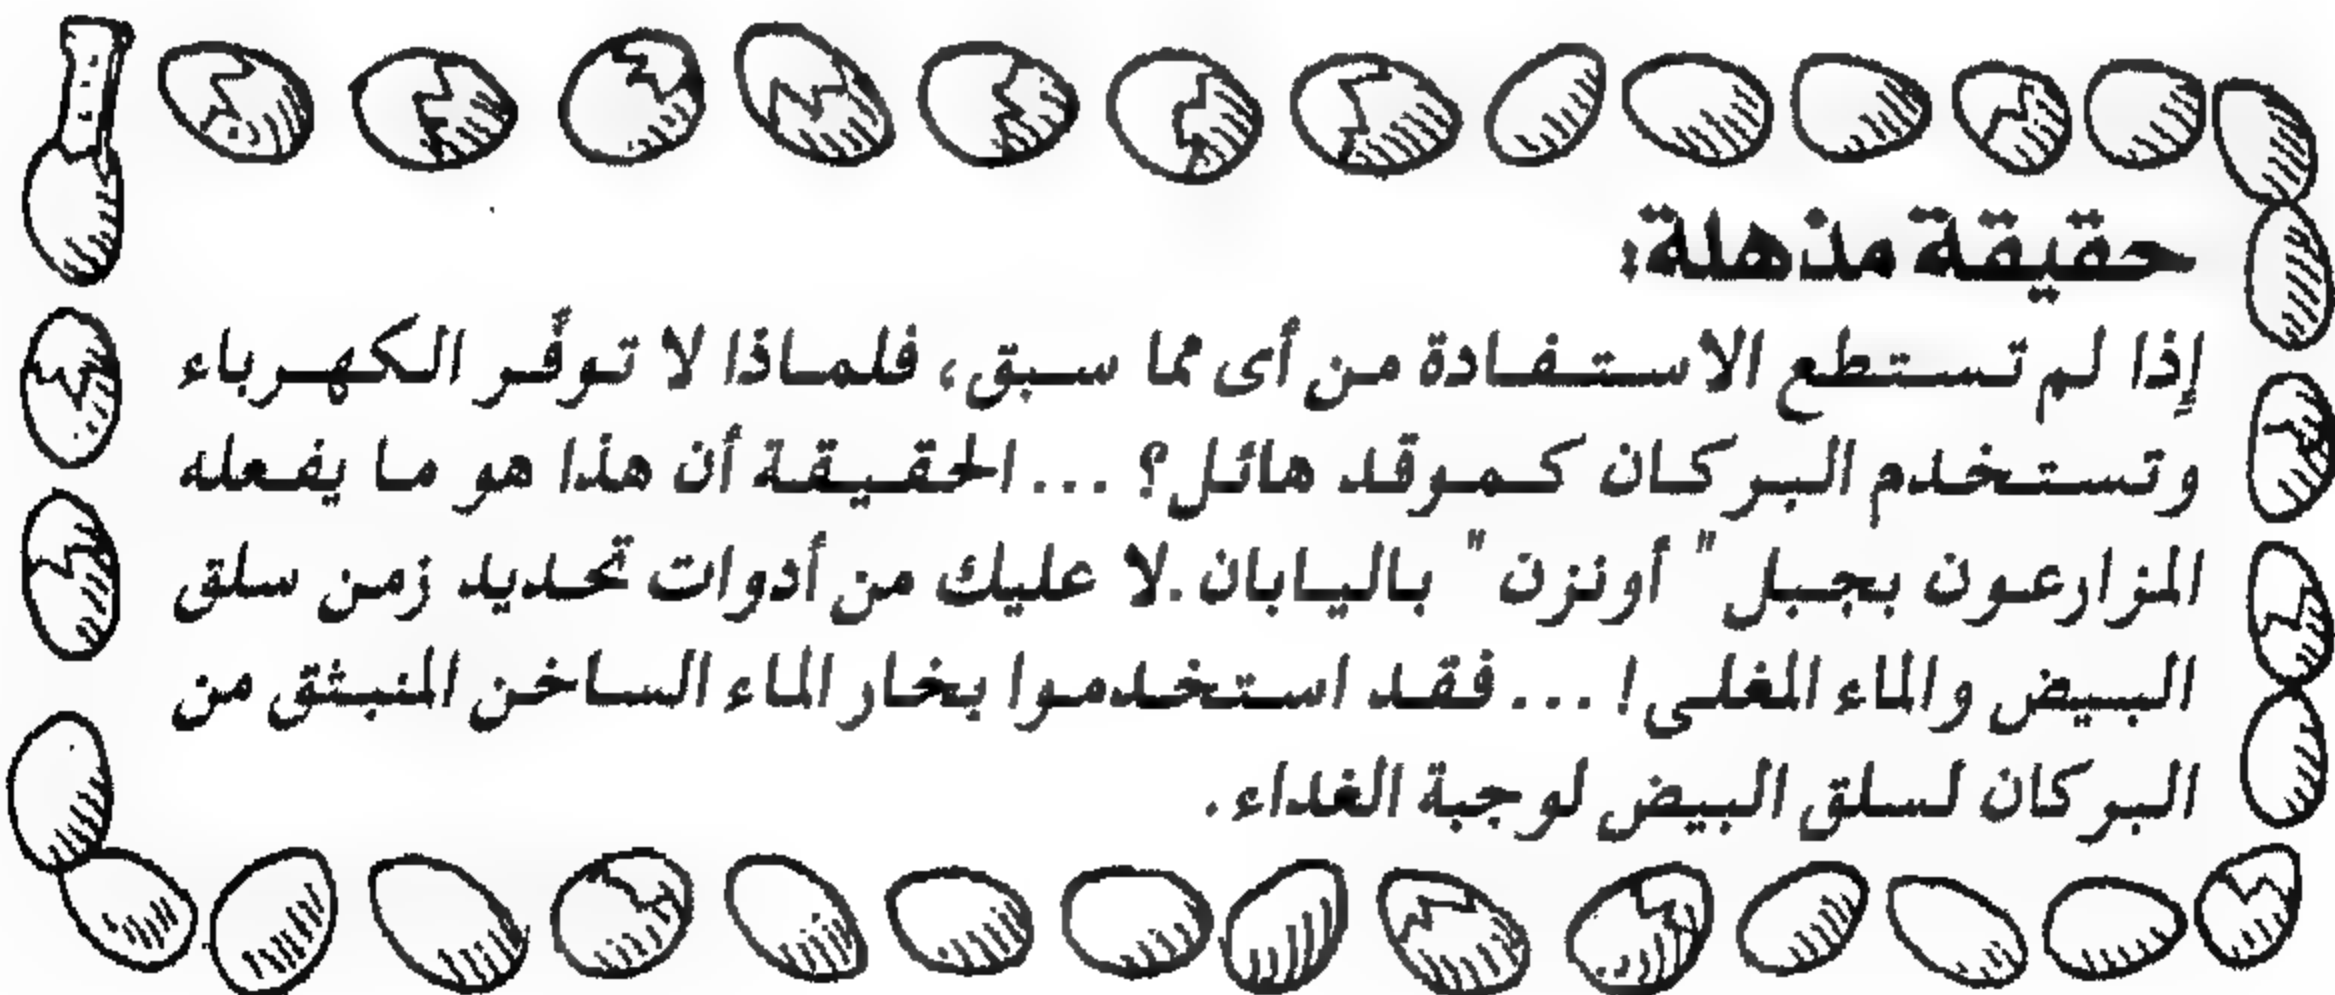 حقيقة مذهلة:
إذا لم تستطع الاستفادة من أى مما سبق، فلماذا لا توفّر الكهرباء
وتستخدم البركان كموقد هائل؟ ... الحقيقة أن هذا هو ما يفعله
المزارعون بجبل " أونزن " باليابان. لا عليك من أدوات تحديد زمن سلق
البيض والماء المغلى! ... فقد استخدموا بخار الماء الساخن المنبثق من
البركان لسلق البيض لوجبة الغداء.